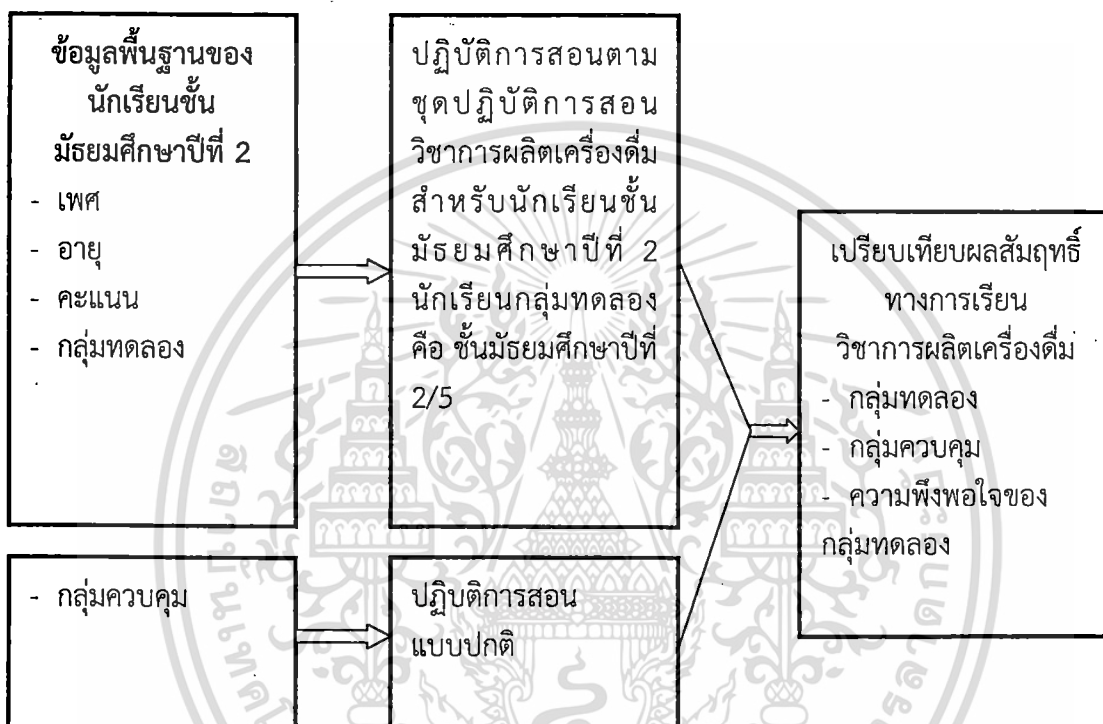 ข้อมูลพื้นฐานของ
นักเรียนชั้น
มัธยมศึกษาปีที่ 2
- เพศ
- อายุ
- คะแนน
- กลุ่มทดลอง
ปฏิบัติการสอนตาม
ชุดปฏิบัติการสอน
วิชาการผลิตเครื่องดื่ม
สำหรับนักเรียนชั้น
มัธยมศึกษาปีที่ 2
นักเรียนกลุ่มทดลอง
คือ ชั้นมัธยมศึกษาปีที่
2/5
- กลุ่มควบคุม
ปฏิบติการสอน
แบบปกติ
เปรียบเทียบผลสัมฤทธิ์
ทางการเรียน
วิชาการผลิตเครื่องดื่ม
- กลุ่มทดลอง
- กลุ่มควบคุม
- ความพึงพอใจของ
กลุ่มทดลอง